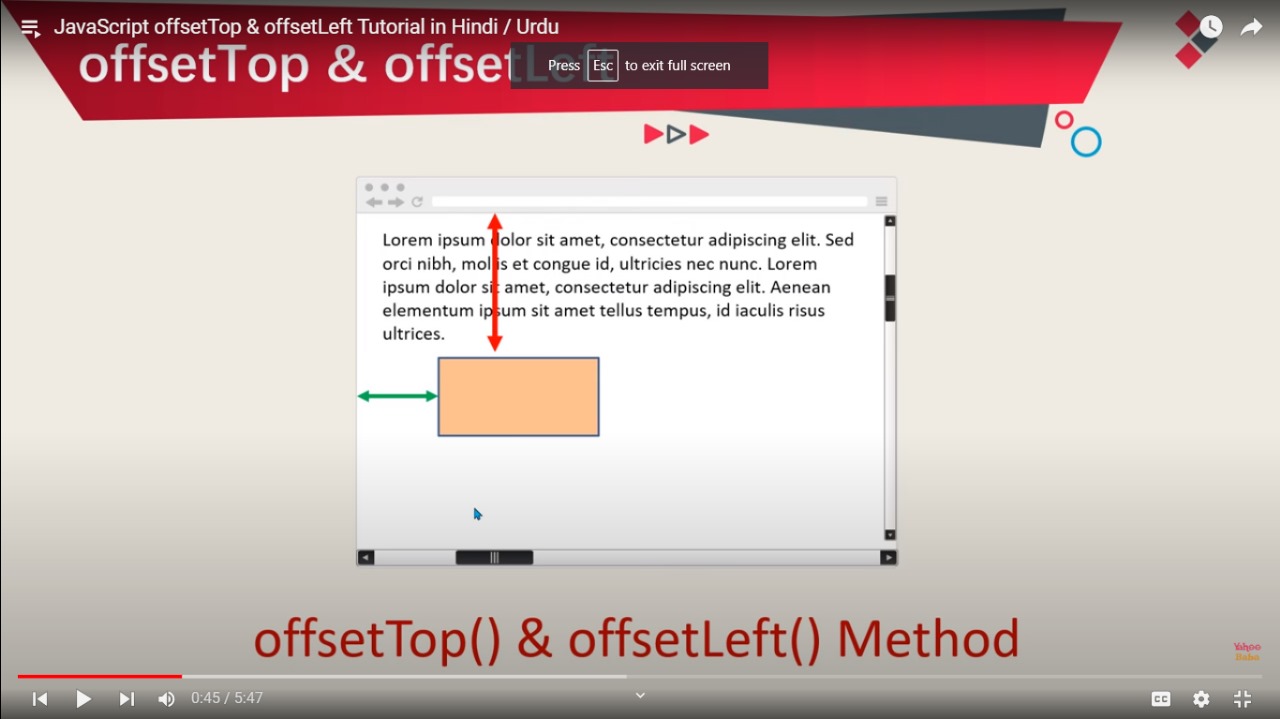 JavaScript offsetTop & offsetLeft Tutorial in Hindi / Urdu
offsetTop & offsetLeft
Press Esc to exit full screen
Lorem ipsum dolor sit amet, consectetur adipiscing elit. Sed
orci nibh, mollis et congue id, ultricies nec nunc. Lorem
ipsum dolor sit amet, consectetur adipiscing elit. Aenean
elementum ipsum sit amet tellus tempus, id iaculis risus
ultrices.
offsetTop() & offsetLeft() Method
Yahoo
Baba
0:45 / 5:47
CC